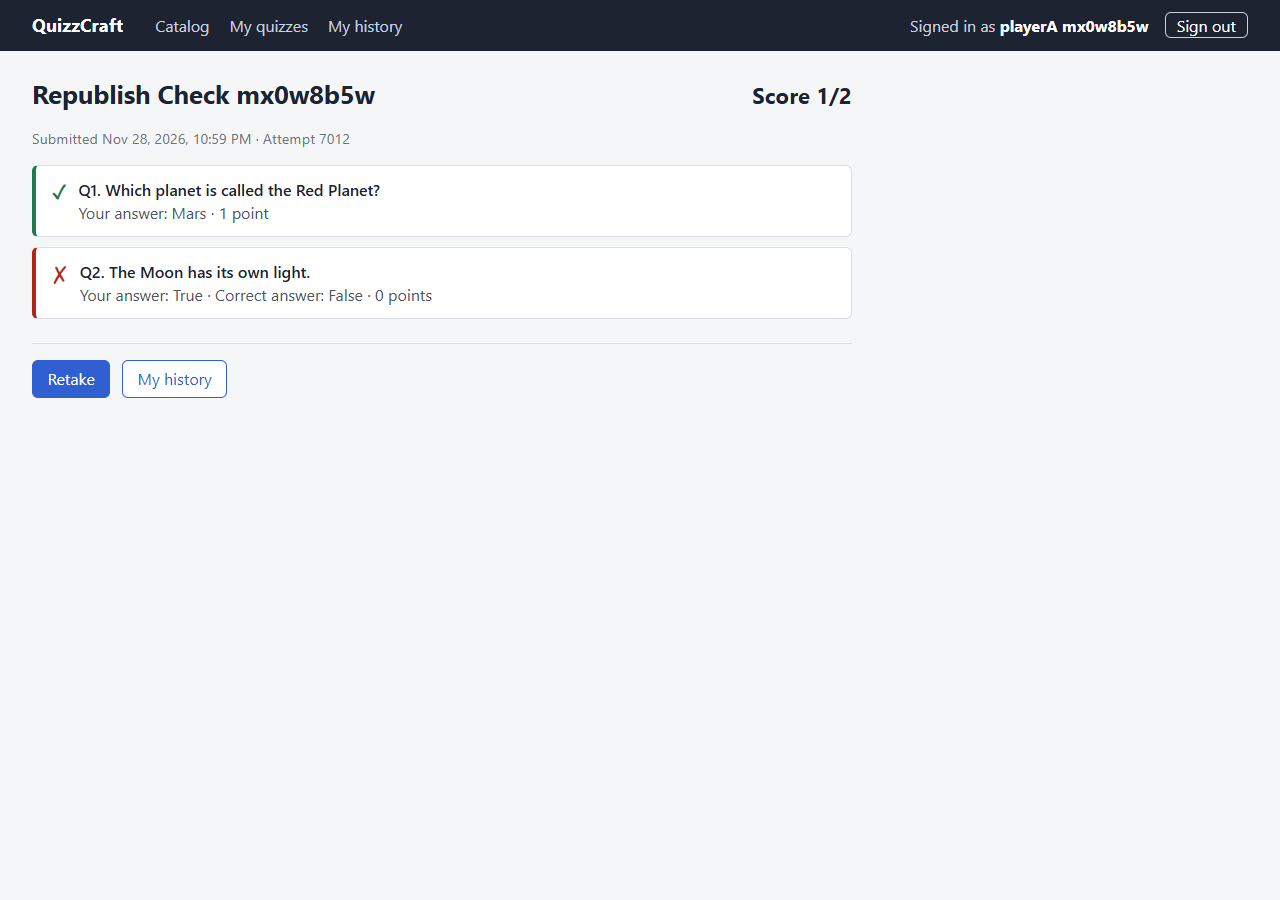 QuizzCraft Catalog My quizzes My history Signed in as playerA mx0w8b5w Sign out
Republish Check mx0w8b5w Score 1/2
Submitted Nov 28, 2026, 10:59 PM · Attempt 7012
✓ Q1. Which planet is called the Red Planet?
Your answer: Mars · 1 point
✗ Q2. The Moon has its own light.
Your answer: True · Correct answer: False · 0 points
Retake My history